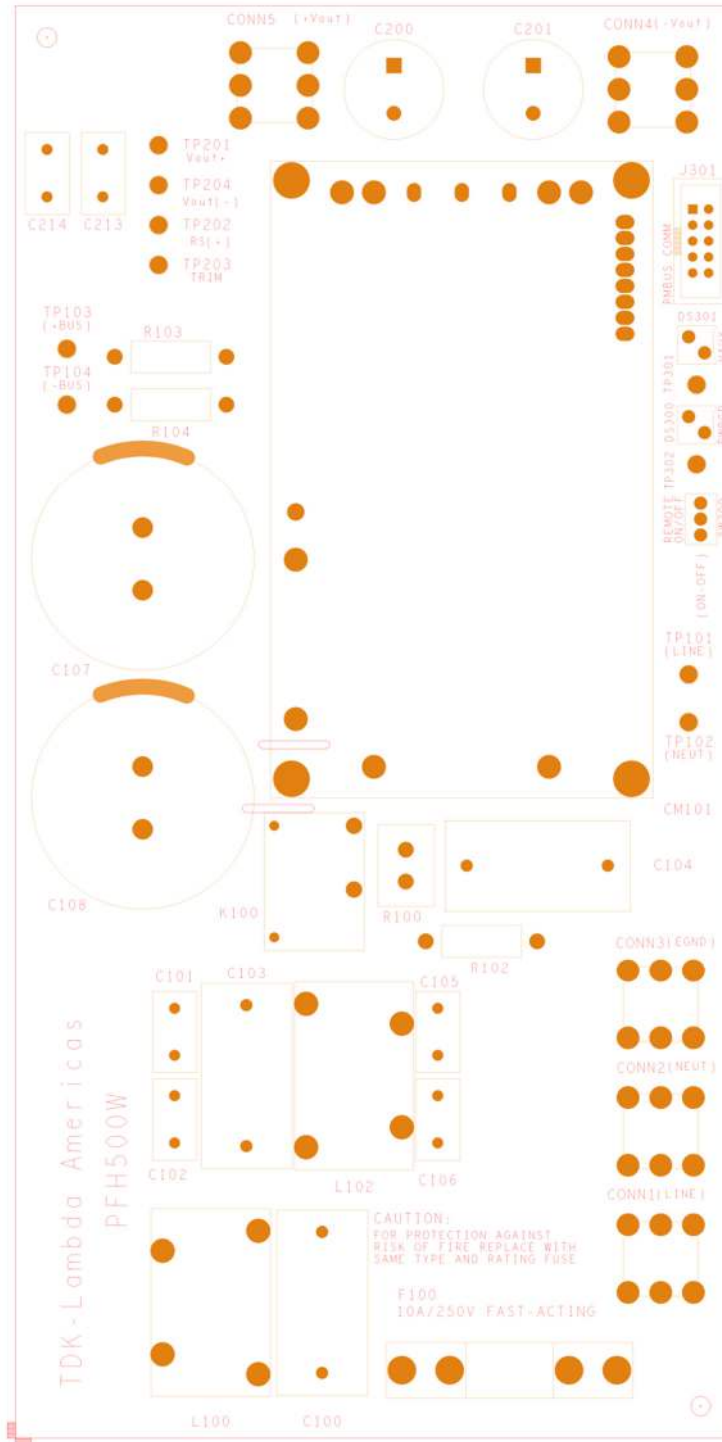 CONN5 (+Vout)
C200
C201
CONN4(-Vout)
TP201
Vout+
TP204
Vout(-)
TP202
RS(+)
TP203
TRIM
C214
C213
J301
PMBUS COMM
TP103
(+BUS)
R103
TP104
(-BUS)
R104
DS301
TP301
DS300
TP302
REMOTE
ON/OFF
(ON-OFF)
C107
TP101
(LINE)
TP102
(NEUT)
CM101
C108
K100
R100
C104
R102
C101
C103
C105
CONN3(EGND)
C102
L102
C106
CONN2(NEUT)
CONN1(LINE)
TDK-Lambda Americas
PFH500W
CAUTION:
FOR PROTECTION AGAINST
RISK OF FIRE REPLACE WITH
SAME TYPE AND RATING FUSE
F100
10A/250V FAST-ACTING
L100
C100